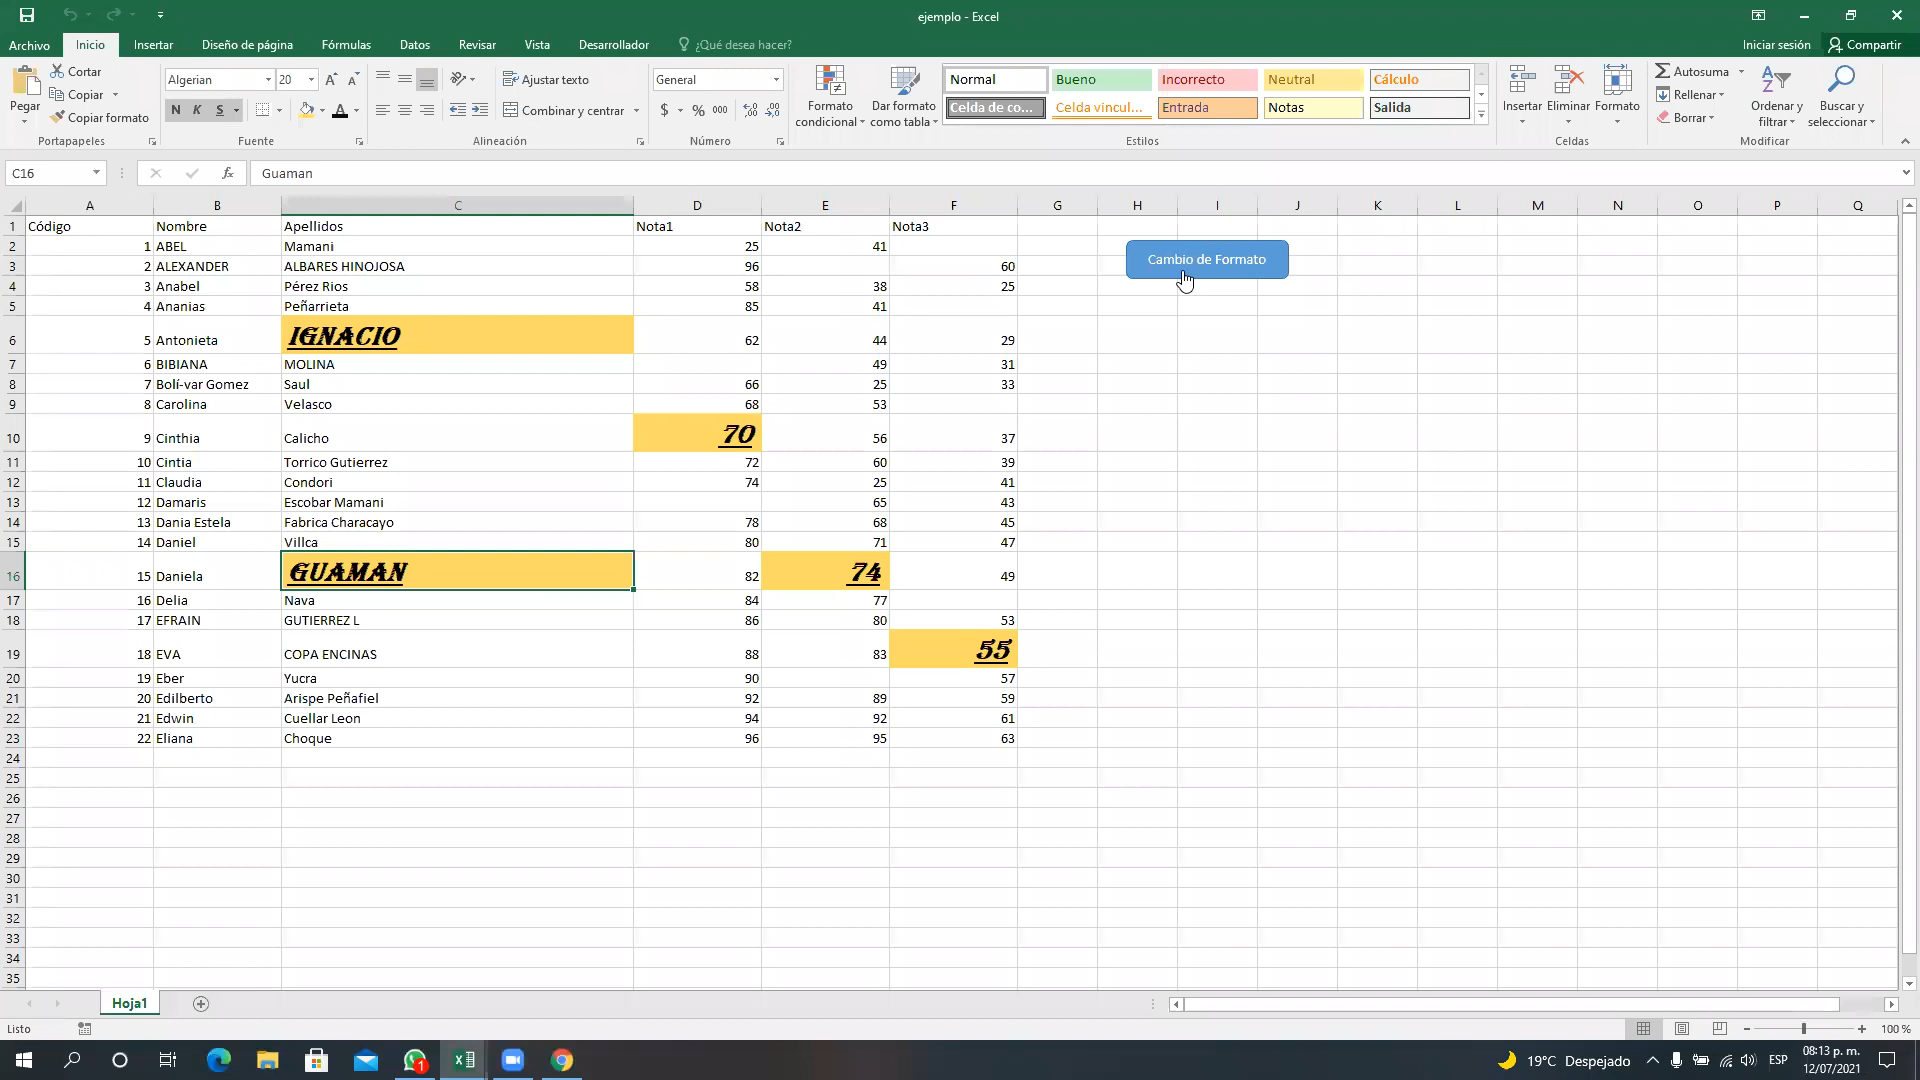 ejemplo - Excel
Archivo Inicio Insertar Diseño de página Fórmulas Datos Revisar Vista Desarrollador ¿Qué desea hacer? Iniciar sesión Compartir
Pegar Cortar Copiar Copiar formato
Portapapeles
Algerian 20
N K S
Fuente
Ajustar texto
Combinar y centrar
Alineación
General
$ % 000
Número
Formato condicional Dar formato como tabla
Normal Bueno Incorrecto Neutral Cálculo
Celda de co... Celda vincul... Entrada Notas Salida
Estilos
Insertar Eliminar Formato
Celdas
Autosuma
Rellenar
Borrar
Ordenar y filtrar Buscar y seleccionar
Modificar
C16 fx Guaman
A B C D E F G H I J K L M N O P Q
1 Código Nombre Apellidos Nota1 Nota2 Nota3
2 1 ABEL Mamani 25 41
Cambio de Formato
3 2 ALEXANDER ALBARES HINOJOSA 96 60
4 3 Anabel Pérez Rios 58 38 25
5 4 Ananias Peñarrieta 85 41
6 5 Antonieta IGNACIO 62 44 29
7 6 BIBIANA MOLINA 49 31
8 7 Bolí-var Gomez Saul 66 25 33
9 8 Carolina Velasco 68 53
10 9 Cinthia Calicho 70 56 37
11 10 Cintia Torrico Gutierrez 72 60 39
12 11 Claudia Condori 74 25 41
13 12 Damaris Escobar Mamani 65 43
14 13 Dania Estela Fabrica Characayo 78 68 45
15 14 Daniel Villca 80 71 47
16 15 Daniela GUAMAN 82 74 49
17 16 Delia Nava 84 77
18 17 EFRAIN GUTIERREZ L 86 80 53
19 18 EVA COPA ENCINAS 88 83 55
20 19 Eber Yucra 90 57
21 20 Edilberto Arispe Peñafiel 92 89 59
22 21 Edwin Cuellar Leon 94 92 61
23 22 Eliana Choque 96 95 63
24
25
26
27
28
29
30
31
32
33
34
35
Hoja1
Listo 100 %
19°C Despejado ESP 08:13 p. m.
12/07/2021